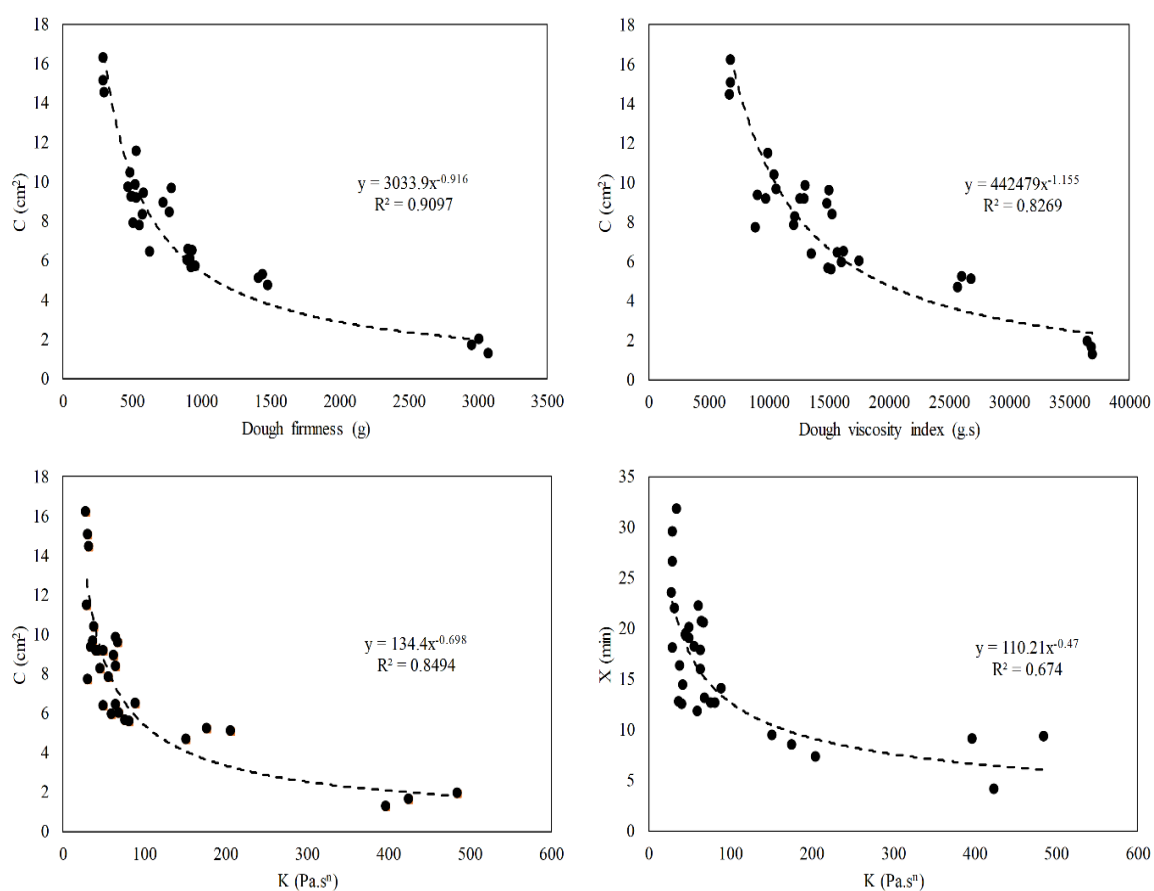 18
16
14
12
10
8
6
4
2
0
C (cm²)
y = 3033.9x^-0.916
R² = 0.9097
0 500 1000 1500 2000 2500 3000 3500
Dough firmness (g)
18
16
14
12
10
8
6
4
2
0
C (cm²)
y = 442479x^-1.155
R² = 0.8269
0 5000 10000 15000 20000 25000 30000 35000 40000
Dough viscosity index (g.s)
18
16
14
12
10
8
6
4
2
0
C (cm²)
y = 134.4x^-0.698
R² = 0.8494
0 100 200 300 400 500 600
K (Pa.sⁿ)
35
30
25
20
15
10
5
0
X (min)
y = 110.21x^-0.47
R² = 0.674
0 100 200 300 400 500 600
K (Pa.sⁿ)